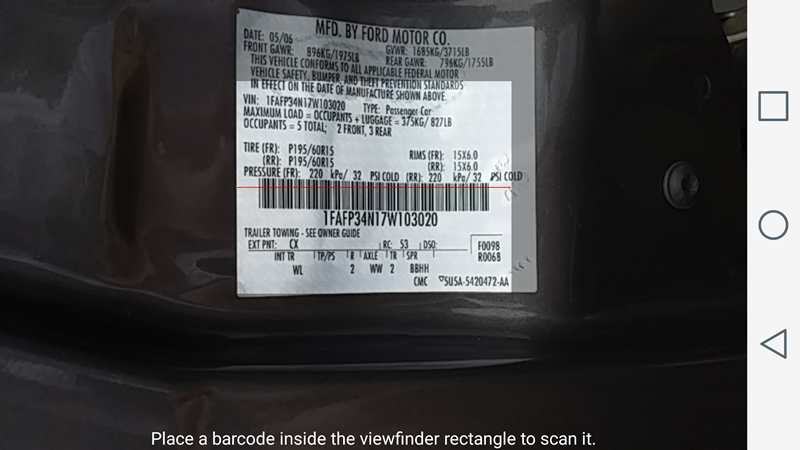 MFD. BY FORD MOTOR CO.
DATE: 05/06 GVWR: 1685KG/3715LB
FRONT GAWR: 896KG/1975LB REAR GAWR: 796KG/1755LB
THIS VEHICLE CONFORMS TO ALL APPLICABLE FEDERAL MOTOR
VEHICLE SAFETY, BUMPER, AND THEFT PREVENTION STANDARDS
IN EFFECT ON THE DATE OF MANUFACTURE SHOWN ABOVE.
VIN: 1FAFP34N17W103020 TYPE: Passenger Car
MAXIMUM LOAD = OCCUPANTS + LUGGAGE = 375KG/ 827LB
OCCUPANTS = 5 TOTAL; 2 FRONT, 3 REAR
TIRE (FR): P195/60R15 RIMS (FR): 15X6.0
(RR): P195/60R15 (RR): 15X6.0
PRESSURE (FR): 220 kPa/ 32 PSI COLD (RR): 220 kPa/ 32 PSI COLD
1FAFP34N17W103020
TRAILER TOWING - SEE OWNER GUIDE
EXT PNT: CX RC: 53 DSO: F0098
INT TR TP/PS R AXLE TR SPR R0068
WL 2 WW 2 BBHH
CMC 5U5A-5420472-AA
Place a barcode inside the viewfinder rectangle to scan it.